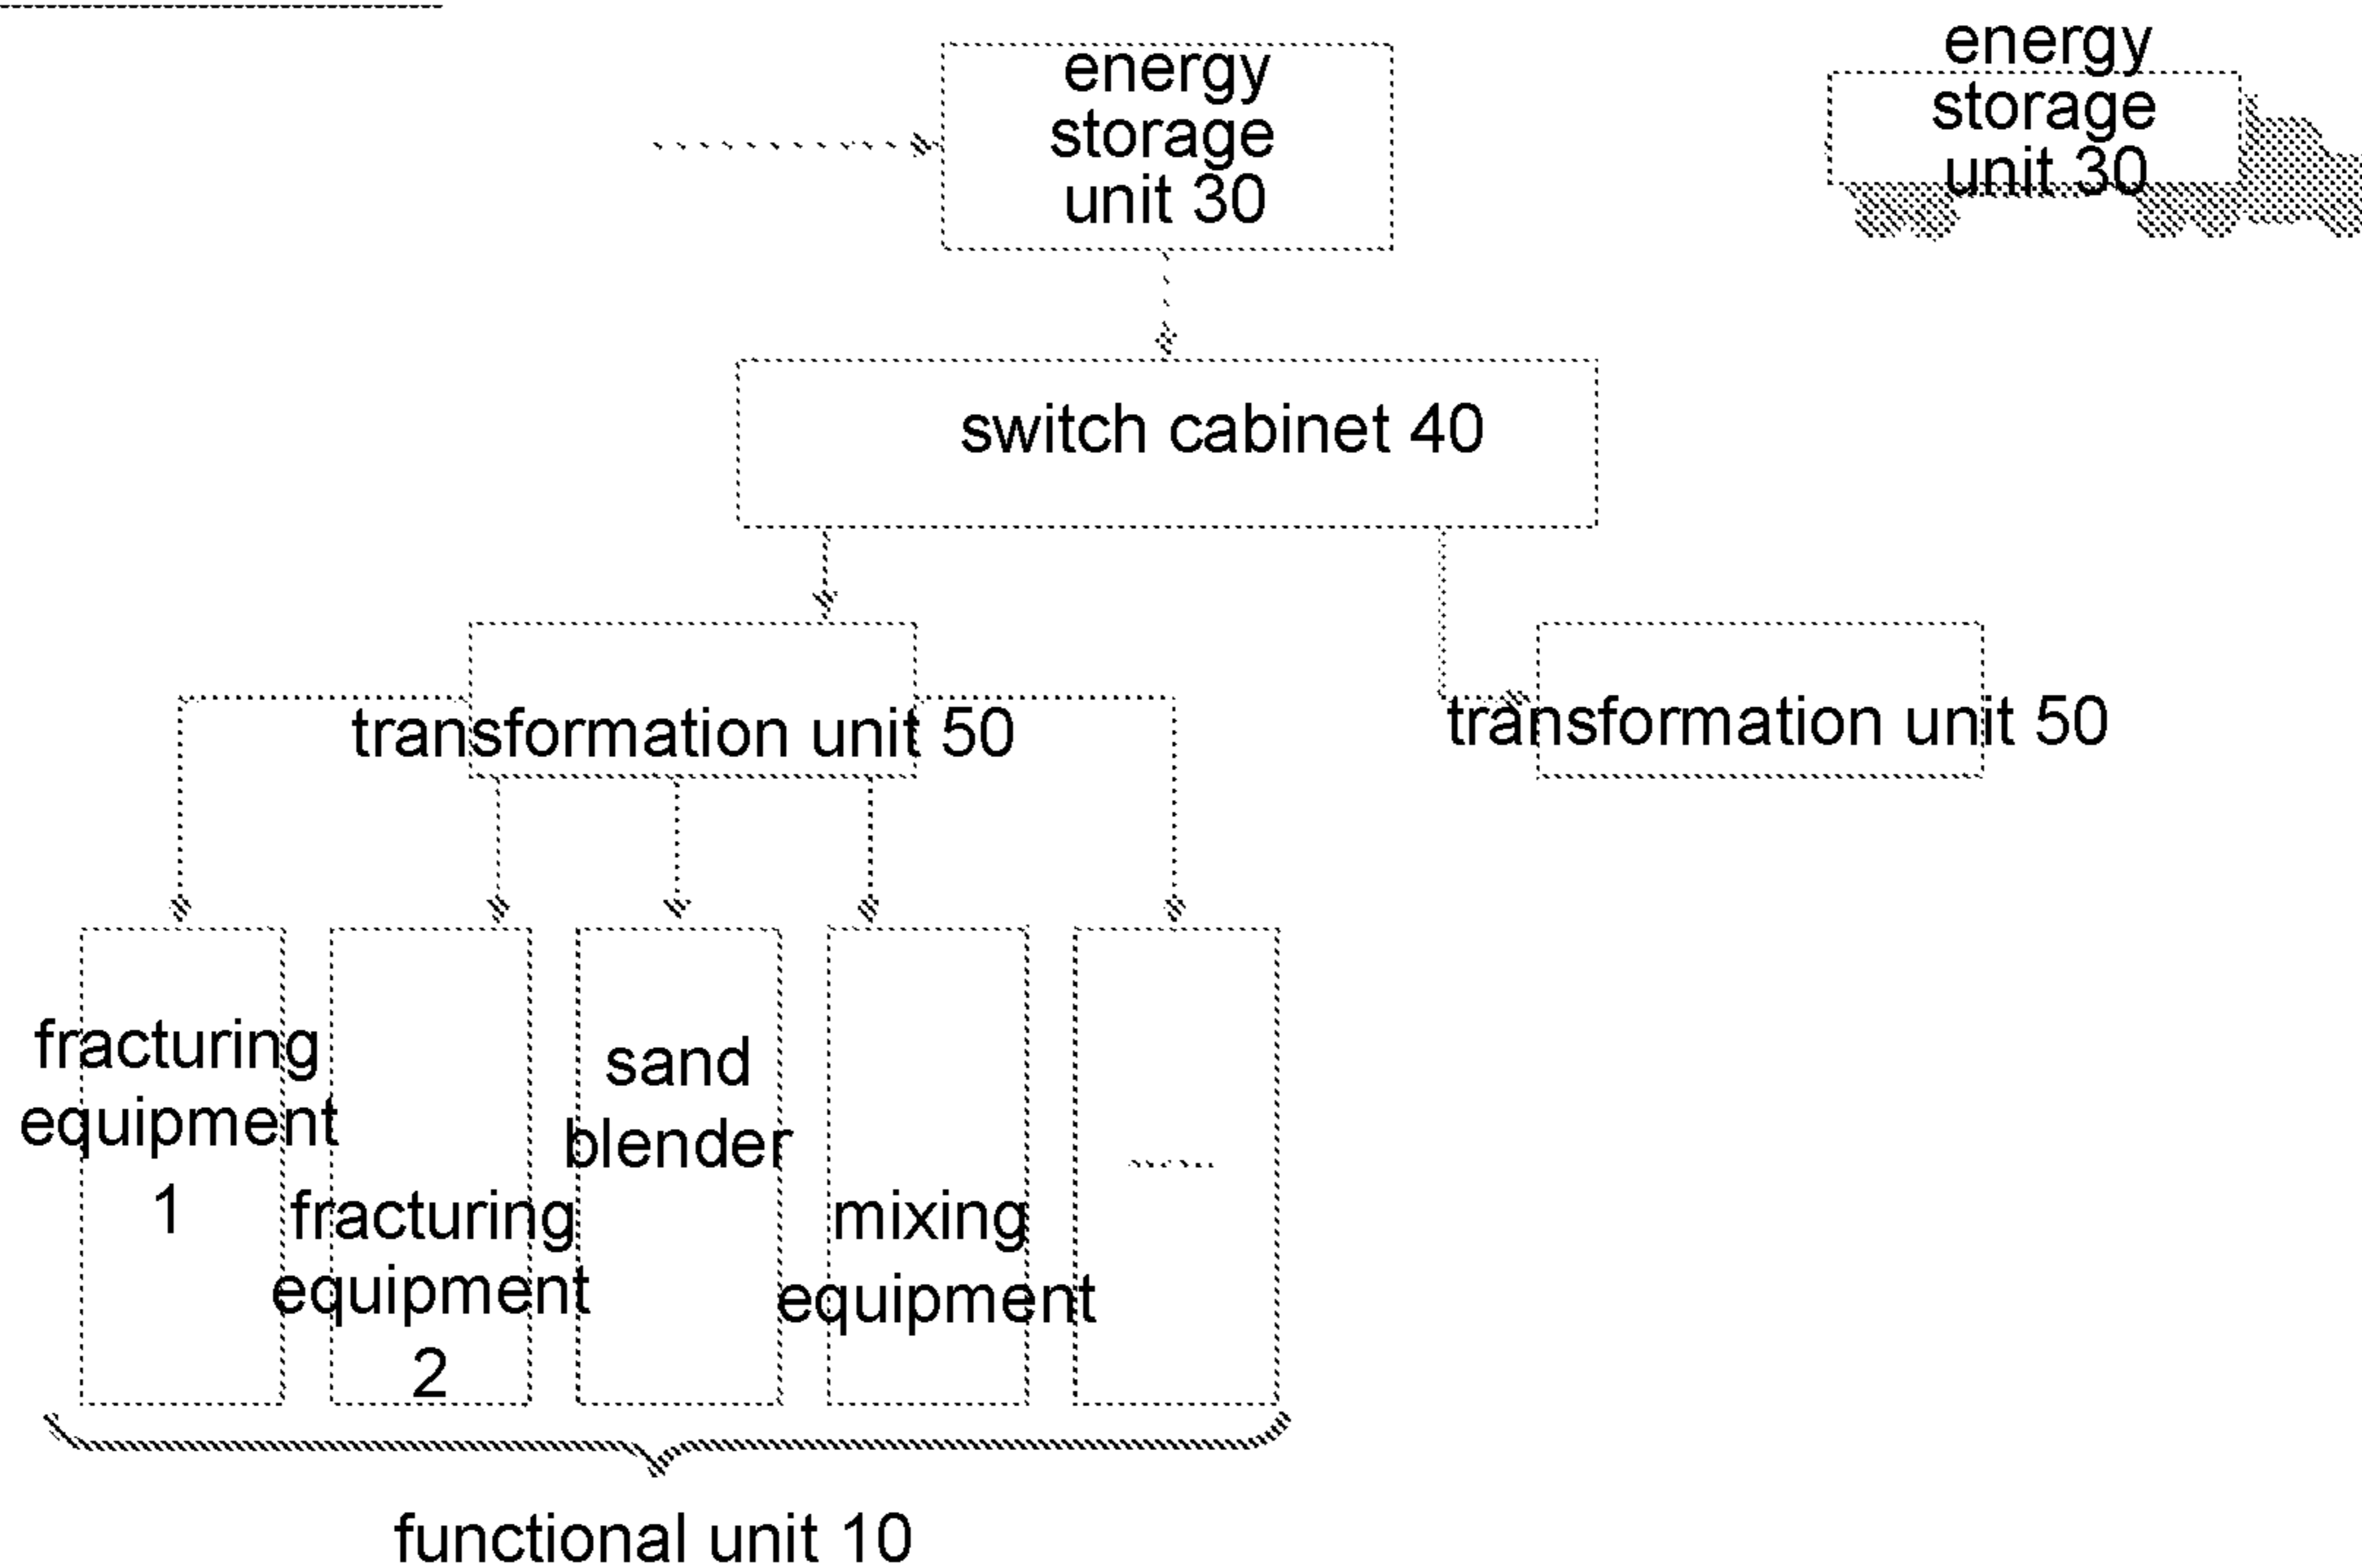 energy
storage
unit 30
energy
storage
unit 30
switch cabinet 40
transformation unit 50
transformation unit 50
fracturing
equipment
1
fracturing
equipment
2
sand
blender
mixing
equipment
......
functional unit 10